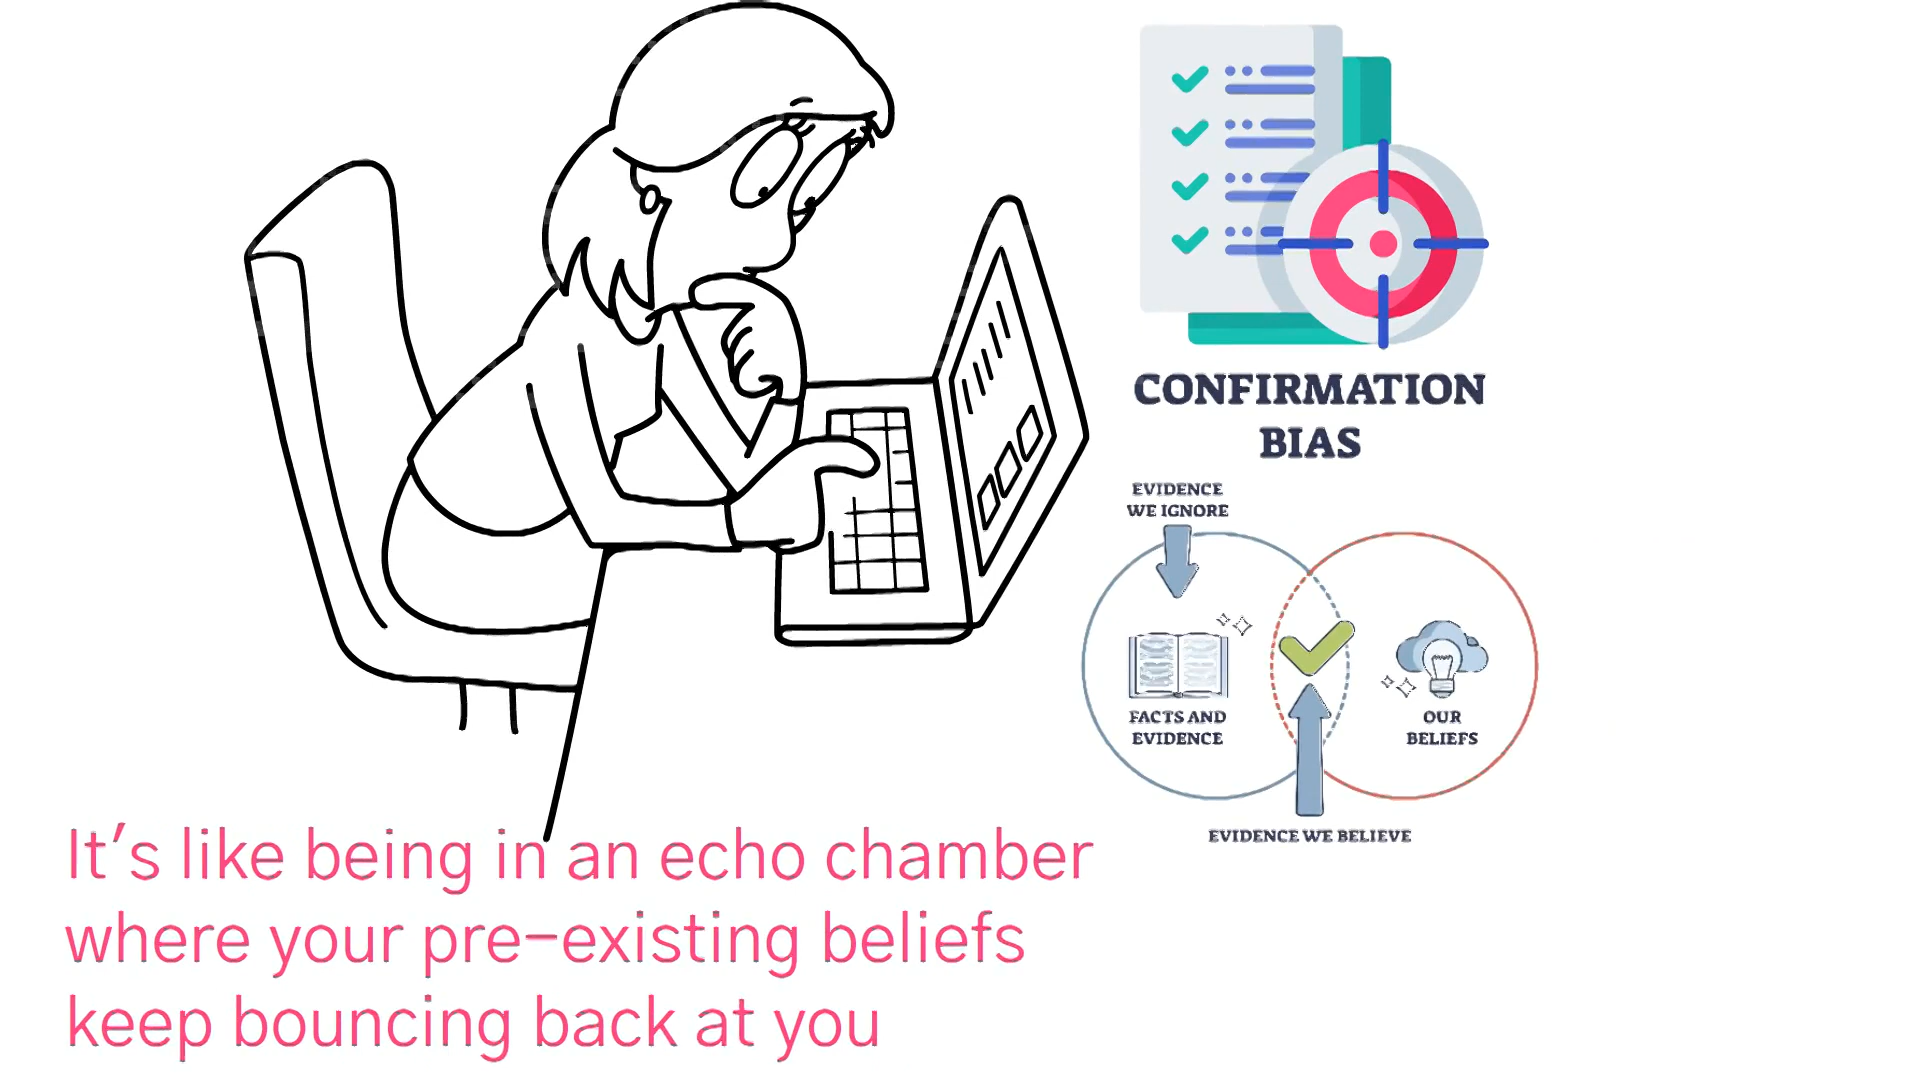 CONFIRMATION
BIAS
EVIDENCE
WE IGNORE
FACTS AND
EVIDENCE
OUR
BELIEFS
EVIDENCE WE BELIEVE
It's like being in an echo chamber
where your pre-existing beliefs
keep bouncing back at you